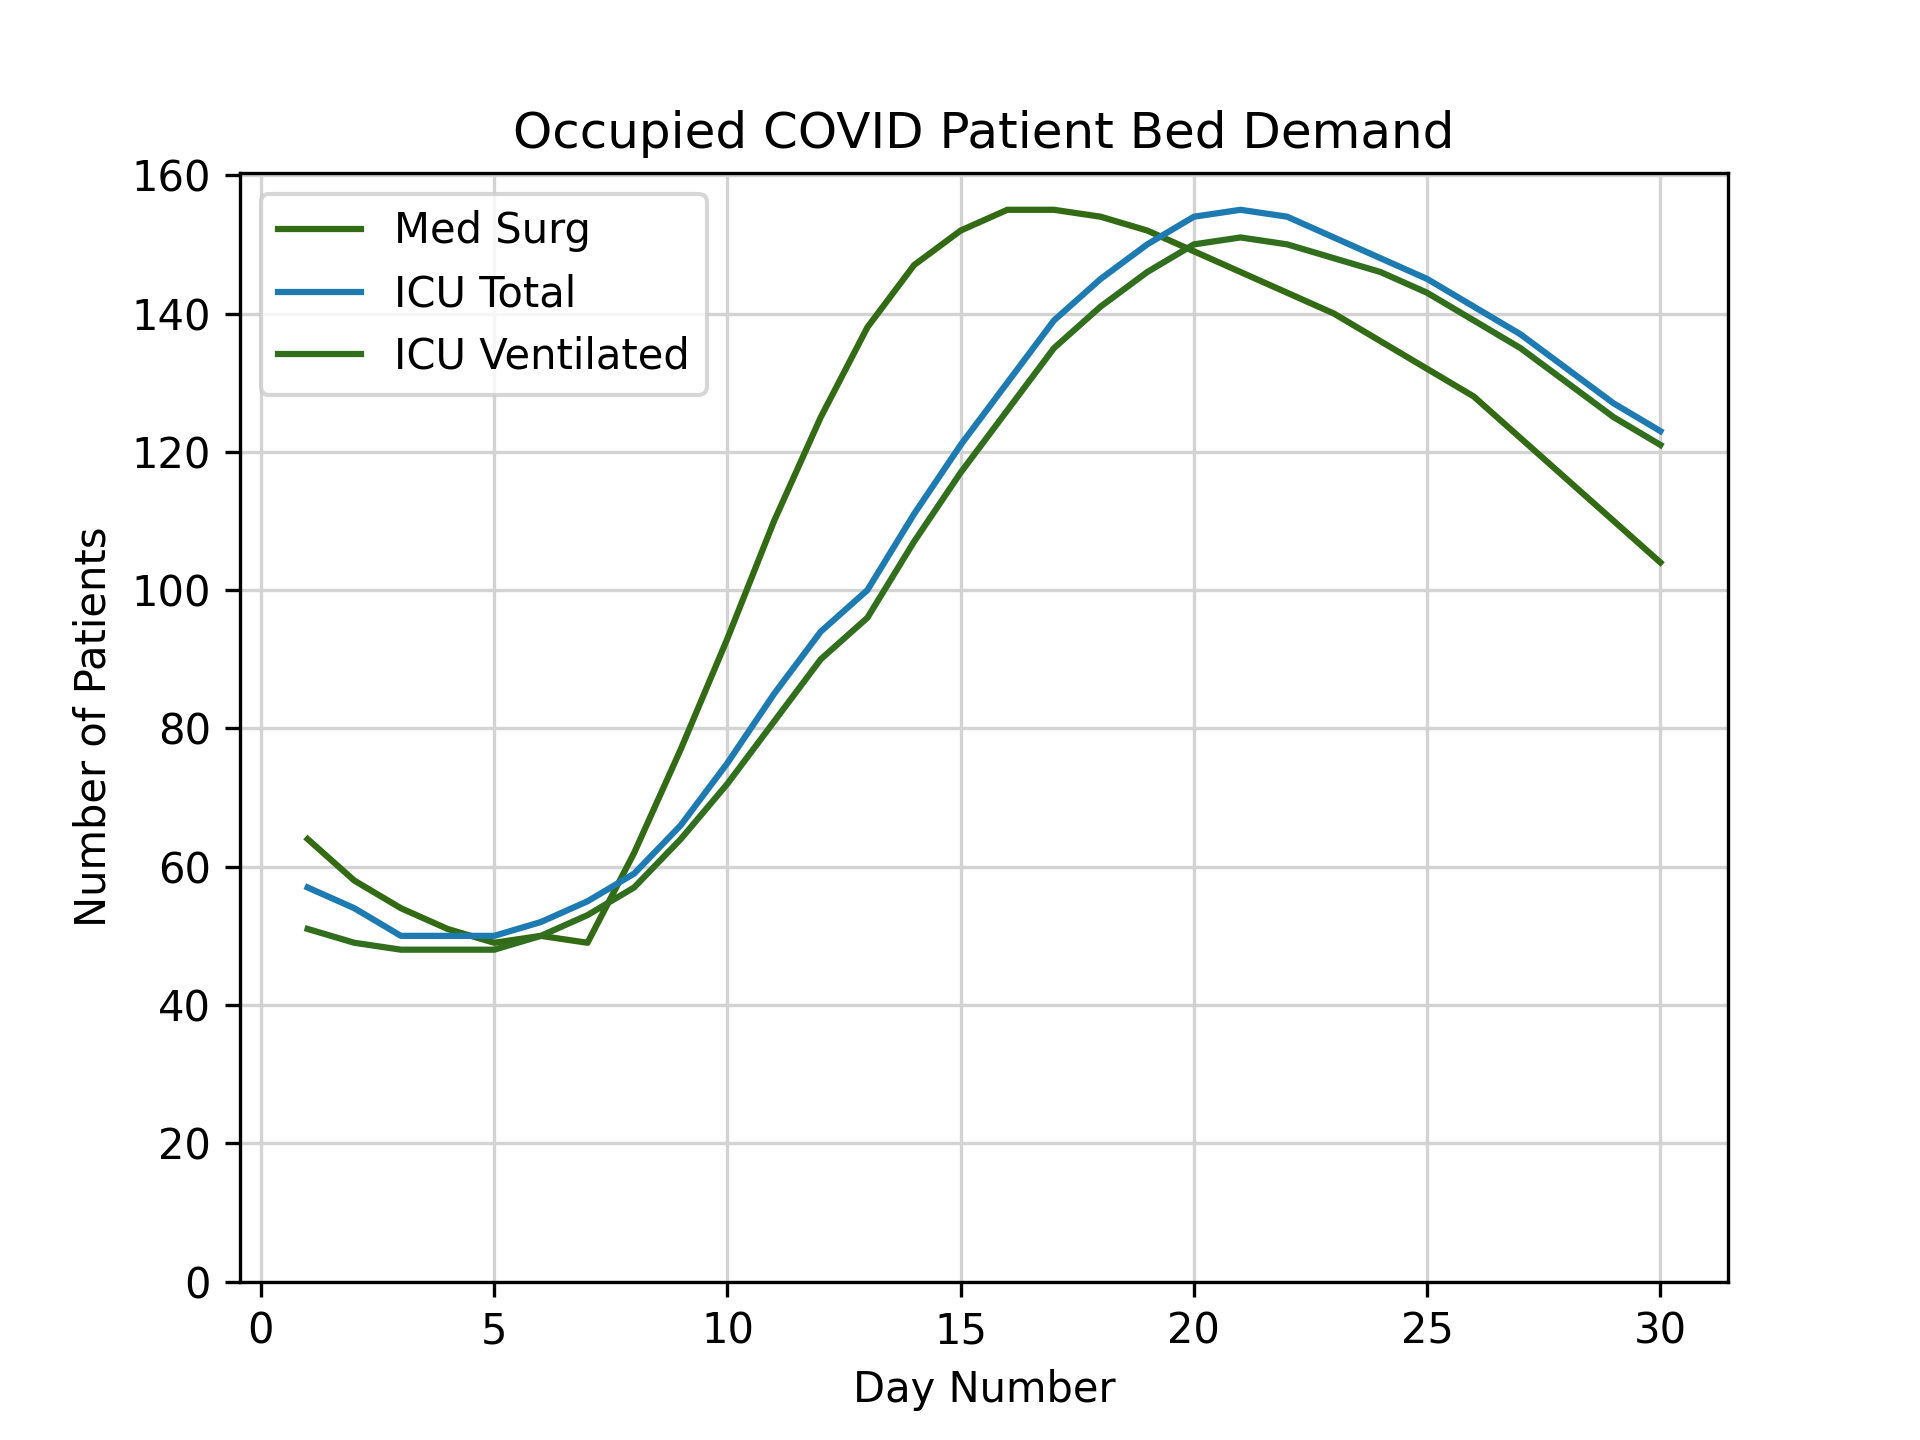 Occupied COVID Patient Bed Demand
160
140
120
100
80
60
40
20
0
Number of Patients
Med Surg
ICU Total
ICU Ventilated
0 5 10 15 20 25 30
Day Number